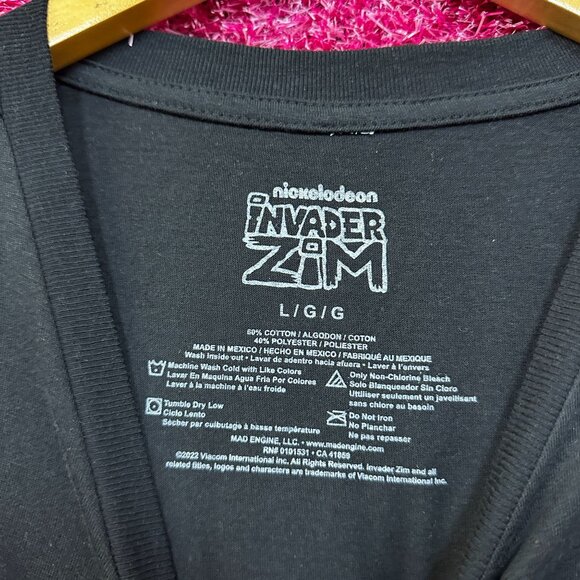 nickelodeon
INVADER
ZiM
L / G / G
60% COTTON / ALGODON / COTON
40% POLYESTER / POLIESTER
MADE IN MEXICO / HECHO EN MEXICO / FABRIQUÉ AU MEXIQUE
Wash inside out • Lavar de adentro hacia afuera • Laver à l'envers
Machine Wash Cold with Like Colors
Lavar En Maquina Agua Fria Por Colores
Laver à la machine à l'eau froide
Only Non-Chlorine Bleach
Solo Blanqueador Sin Claro
Utiliser seulement un javellisant
sans chlore au besoin
Tumble Dry Low
Ciclo Lento
Sécher par culbutage à basse température
Do Not Iron
No Planchar
Ne pas repasser
MAD ENGINE, LLC. • www.madengine.com
RN# 0101531 • CA 41859
©2022 Viacom International Inc. All Rights Reserved. Invader Zim and all
related titles, logos and characters are trademarks of Viacom International Inc.